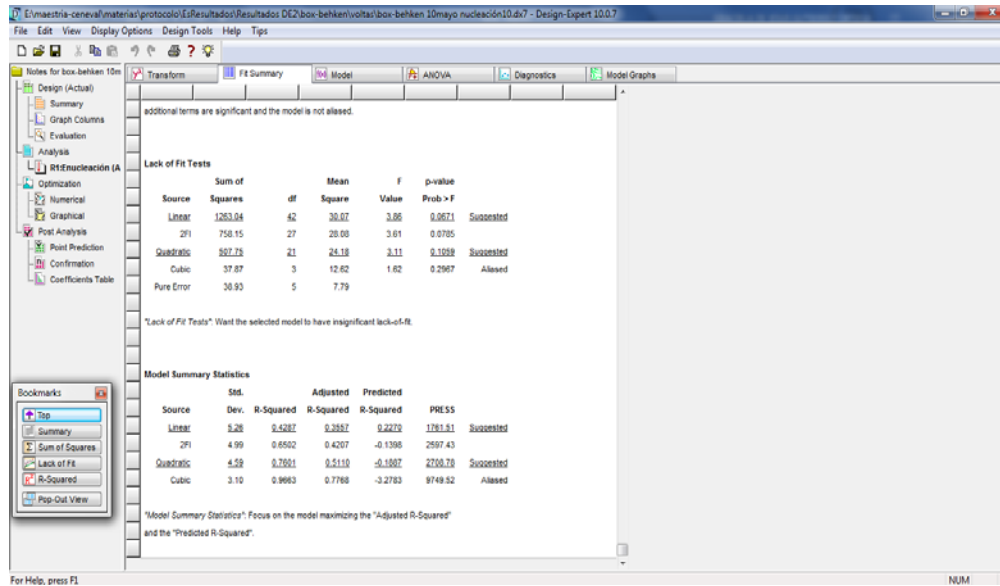 E:\maestria-ceneval\materias\protocolo\EsResultados\Resultados DE2\box-behken\voltas\box-behken 10mayo nucleación10.dx7 - Design-Expert 10.0.7
File Edit View Display Options Design Tools Help Tips
Notes for box-behken 10m
Design (Actual)
Summary
Graph Columns
Evaluation
Analysis
R1:Enucleación (A
Optimization
Numerical
Graphical
Post Analysis
Point Prediction
Confirmation
Coefficients Table
Transform Fit Summary Model ANOVA Diagnostics Model Graphs
additional terms are significant and the model is not aliased.
Lack of Fit Tests
Sum of Mean F p-value
Source Squares df Square Value Prob > F
Linear 1263.04 42 30.07 3.86 0.0671 Suggested
2FI 758.15 27 28.08 3.61 0.0785
Quadratic 507.75 21 24.18 3.11 0.1059 Suggested
Cubic 37.87 3 12.62 1.62 0.2967 Aliased
Pure Error 38.93 5 7.79
"Lack of Fit Tests": Want the selected model to have insignificant lack-of-fit.
Model Summary Statistics
Std. Adjusted Predicted
Source Dev. R-Squared R-Squared R-Squared PRESS
Linear 5.26 0.4287 0.3557 0.2270 1761.51 Suggested
2FI 4.99 0.6502 0.4207 -0.1398 2597.43
Quadratic 4.59 0.7601 0.5110 -0.1887 2708.78 Suggested
Cubic 3.10 0.9663 0.7768 -3.2783 9749.52 Aliased
"Model Summary Statistics": Focus on the model maximizing the "Adjusted R-Squared"
and the "Predicted R-Squared".
Bookmarks
Top
Summary
Sum of Squares
Lack of Fit
R-Squared
Pop-Out View
For Help, press F1
NUM